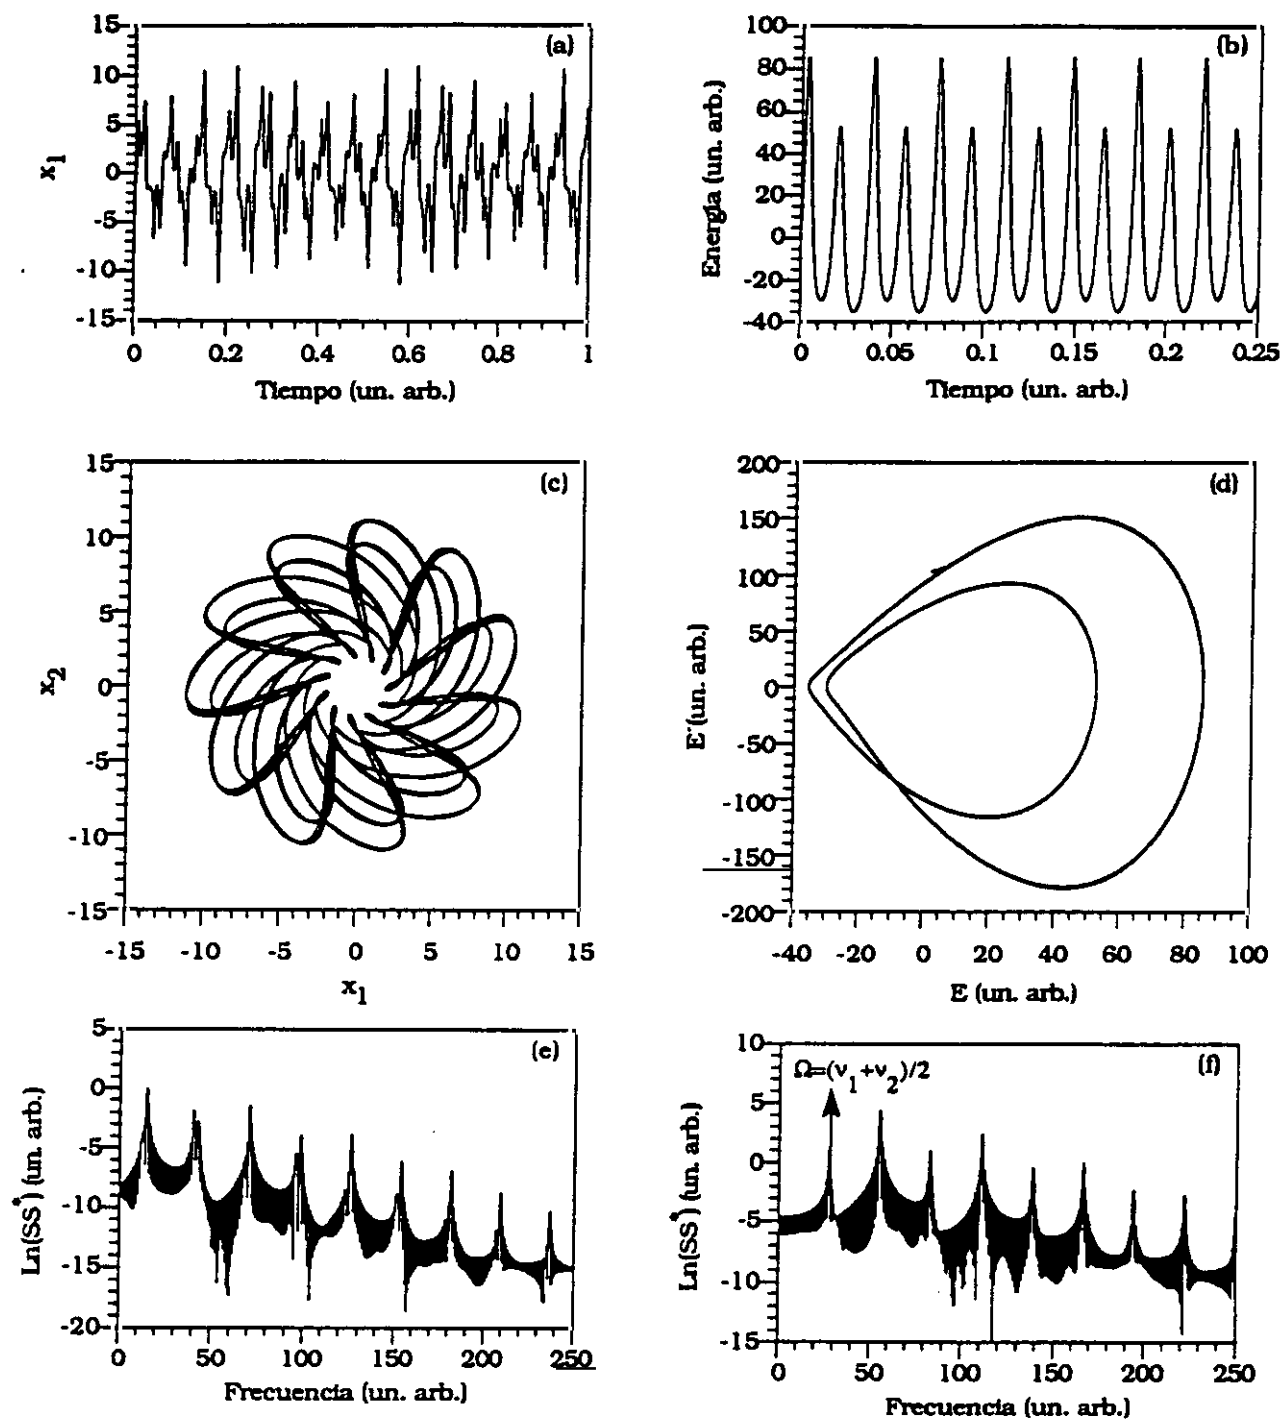 15
10
5
0
-5
-10
-15
x1
(a)
0 0.2 0.4 0.6 0.8 1
Tiempo (un. arb.)
100
80
60
40
20
0
-20
-40
Energía (un. arb.)
(b)
0 0.05 0.1 0.15 0.2 0.25
Tiempo (un. arb.)
15
10
5
0
-5
-10
-15
x2
(c)
-15 -10 -5 0 5 10 15
x1
200
150
100
50
0
-50
-100
-150
-200
E˙(un. arb.)
(d)
-40 -20 0 20 40 60 80 100
E (un. arb.)
5
0
-5
-10
-15
-20
Ln(SS*) (un. arb.)
(e)
0 50 100 150 200 250
Frecuencia (un. arb.)
10
5
0
-5
-10
-15
Ln(SS*) (un. arb.)
Ω=(ν1+ν2)/2
(f)
0 50 100 150 200 250
Frecuencia (un. arb.)